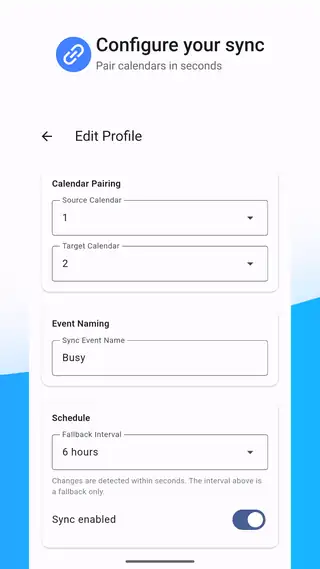 Configure your sync
Pair calendars in seconds
Edit Profile
Calendar Pairing
Source Calendar
1
Target Calendar
2
Event Naming
Sync Event Name
Busy
Schedule
Fallback Interval
6 hours
Changes are detected within seconds. The interval above is
a fallback only.
Sync enabled